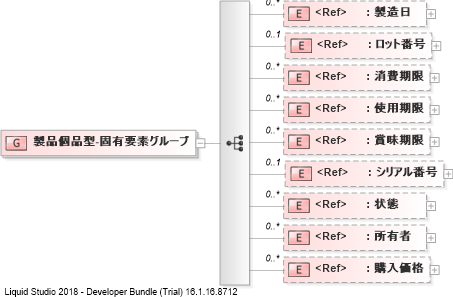 0..* E <Ref> : 製造日
0..1 E <Ref> : ロット番号
0..* E <Ref> : 消費期限
0..* E <Ref> : 使用期限
G 製品個品型-固有要素グループ
0..* E <Ref> : 賞味期限
0..1 E <Ref> : シリアル番号
0..* E <Ref> : 状態
0..* E <Ref> : 所有者
0..* E <Ref> : 購入価格
Liquid Studio 2018 - Developer Bundle (Trial) 16.1.16.8712